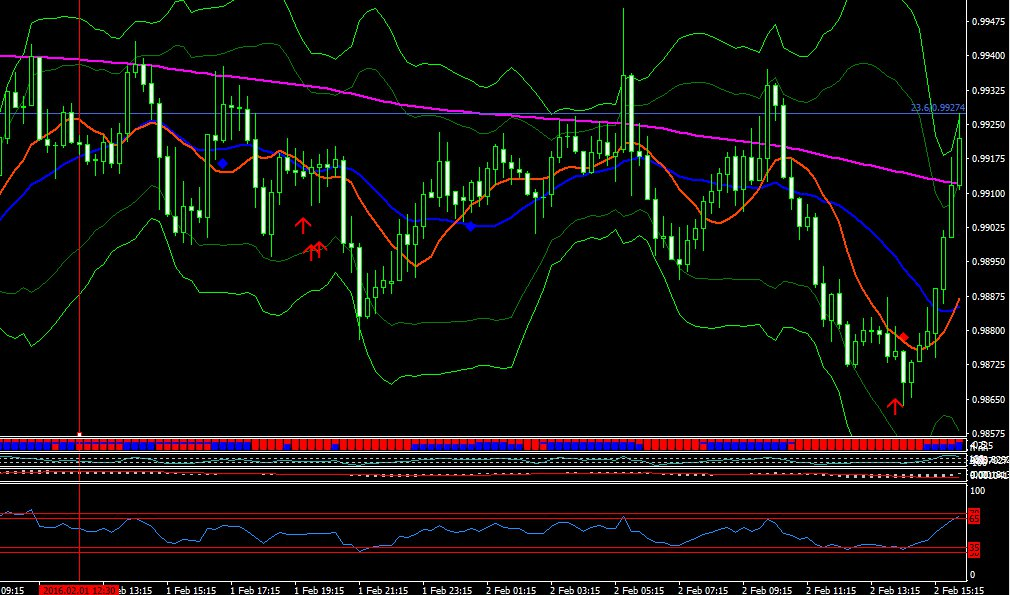 0.99475
0.99400
0.99325
23.6 0.99274
0.99250
0.99175
0.99100
0.99025
0.98950
0.98875
0.98800
0.98725
0.98650
0.98575
100
65
35
0
09:15
2016.02.01 12:30
eb 13:15
1 Feb 15:15
1 Feb 17:15
1 Feb 19:15
1 Feb 21:15
1 Feb 23:15
2 Feb 01:15
2 Feb 03:15
2 Feb 05:15
2 Feb 07:15
2 Feb 09:15
2 Feb 11:15
2 Feb 13:15
2 Feb 15:15